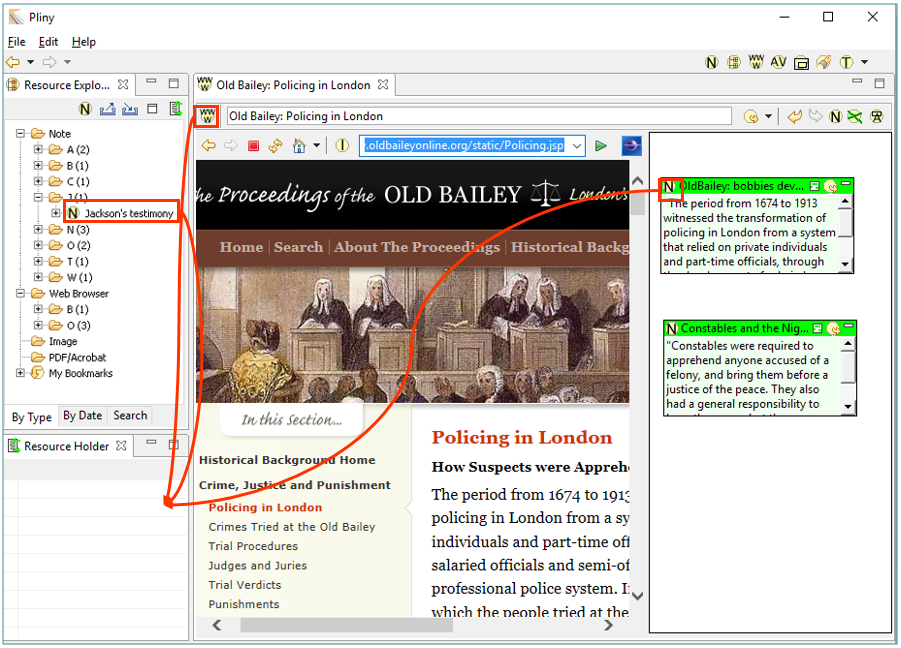 Pliny
File Edit Help
Resource Explo...
Old Bailey: Policing in London
Old Bailey: Policing in London
.oldbaileyonline.org/static/Policing.jsp
Note
A (2)
B (1)
C (1)
J (1)
Jackson's testimony
N (3)
O (2)
T (1)
W (1)
Web Browser
B (1)
O (3)
Image
PDF/Acrobat
My Bookmarks
By Type By Date Search
Resource Holder
the Proceedings of the OLD BAILEY London's
Home | Search | About The Proceedings | Historical Backg
In this Section...
Historical Background Home
Crime, Justice and Punishment
Policing in London
Crimes Tried at the Old Bailey
Trial Procedures
Judges and Juries
Trial Verdicts
Punishments
Policing in London
How Suspects were Appreh
The period from 1674 to 1913
policing in London from a sy
individuals and part-time off
salaried officials and semi-of
professional police system. I
which the people tried at the
N OldBailey: bobbies dev...
The period from 1674 to 1913
witnessed the transformation of
policing in London from a system
that relied on private individuals
and part-time officials, through
N Constables and the Nig...
"Constables were required to
apprehend anyone accused of a
felony, and bring them before a
justice of the peace. They also
had a general responsibility to